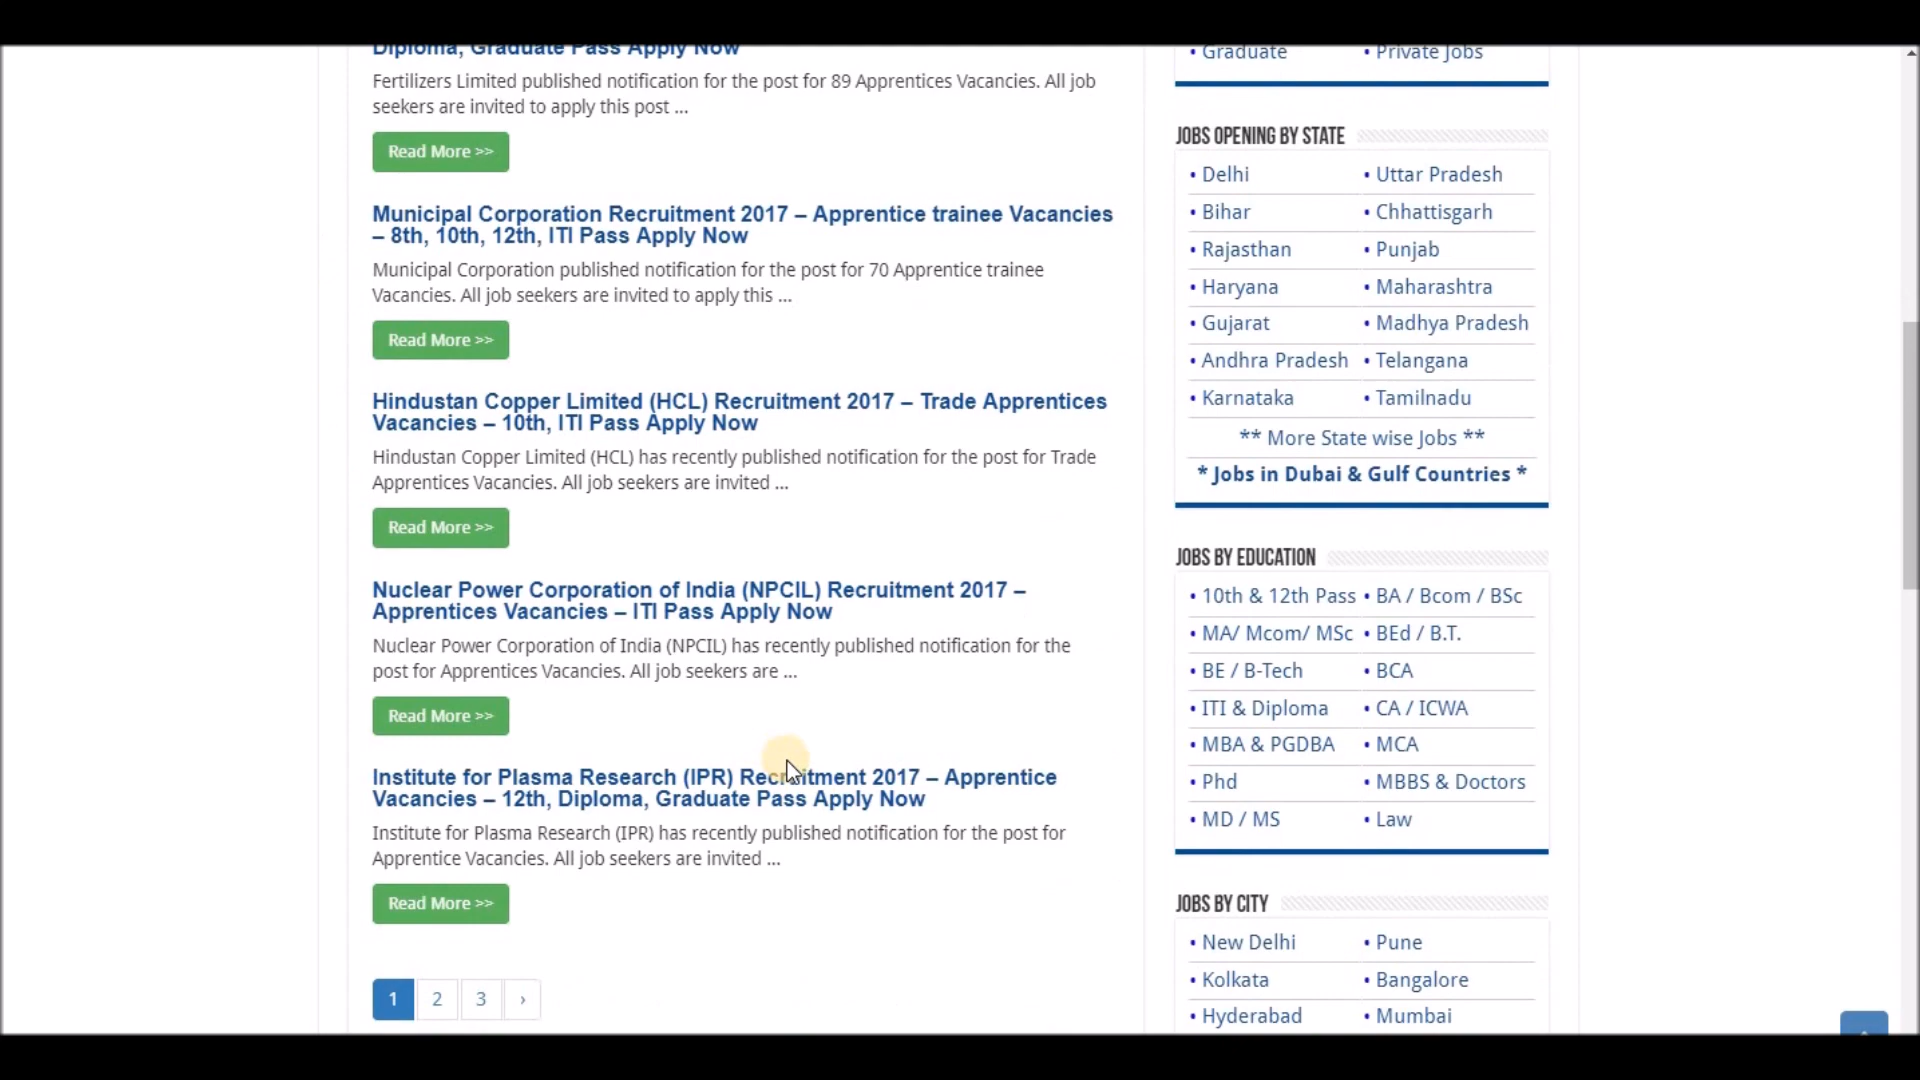 Diploma, Graduate Pass Apply Now
Fertilizers Limited published notification for the post for 89 Apprentices Vacancies. All job
seekers are invited to apply this post ...
Read More >>
Municipal Corporation Recruitment 2017 – Apprentice trainee Vacancies
– 8th, 10th, 12th, ITI Pass Apply Now
Municipal Corporation published notification for the post for 70 Apprentice trainee
Vacancies. All job seekers are invited to apply this ...
Read More >>
Hindustan Copper Limited (HCL) Recruitment 2017 – Trade Apprentices
Vacancies – 10th, ITI Pass Apply Now
Hindustan Copper Limited (HCL) has recently published notification for the post for Trade
Apprentices Vacancies. All job seekers are invited ...
Read More >>
Nuclear Power Corporation of India (NPCIL) Recruitment 2017 –
Apprentices Vacancies – ITI Pass Apply Now
Nuclear Power Corporation of India (NPCIL) has recently published notification for the
post for Apprentices Vacancies. All job seekers are ...
Read More >>
Institute for Plasma Research (IPR) Recruitment 2017 – Apprentice
Vacancies – 12th, Diploma, Graduate Pass Apply Now
Institute for Plasma Research (IPR) has recently published notification for the post for
Apprentice Vacancies. All job seekers are invited ...
Read More >>
1 2 3 ›
• Graduate • Private Jobs
JOBS OPENING BY STATE
• Delhi • Uttar Pradesh
• Bihar • Chhattisgarh
• Rajasthan • Punjab
• Haryana • Maharashtra
• Gujarat • Madhya Pradesh
• Andhra Pradesh • Telangana
• Karnataka • Tamilnadu
** More State wise Jobs **
* Jobs in Dubai & Gulf Countries *
JOBS BY EDUCATION
• 10th & 12th Pass • BA / Bcom / BSc
• MA/ Mcom/ MSc • BEd / B.T.
• BE / B-Tech • BCA
• ITI & Diploma • CA / ICWA
• MBA & PGDBA • MCA
• Phd • MBBS & Doctors
• MD / MS • Law
JOBS BY CITY
• New Delhi • Pune
• Kolkata • Bangalore
• Hyderabad • Mumbai